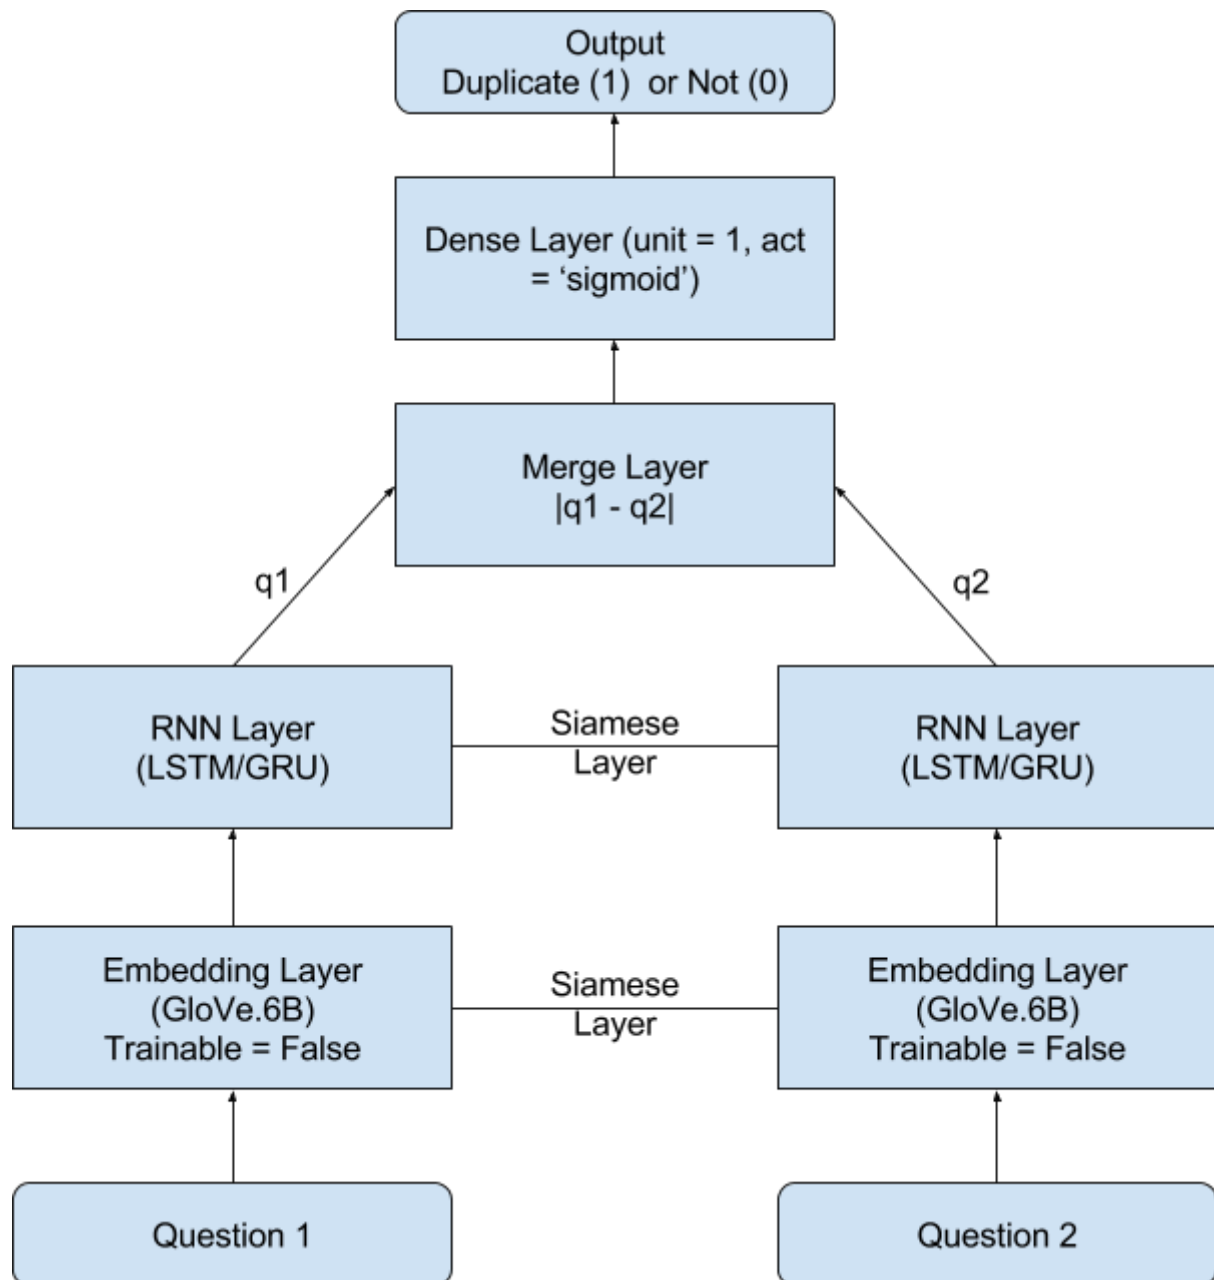 Output
Duplicate (1)  or Not (0)
Dense Layer (unit = 1, act
= ‘sigmoid’)
Merge Layer
|q1 - q2|
q1
q2
RNN Layer
(LSTM/GRU)
Siamese
Layer
RNN Layer
(LSTM/GRU)
Embedding Layer
(GloVe.6B)
Trainable = False
Siamese
Layer
Embedding Layer
(GloVe.6B)
Trainable = False
Question 1
Question 2